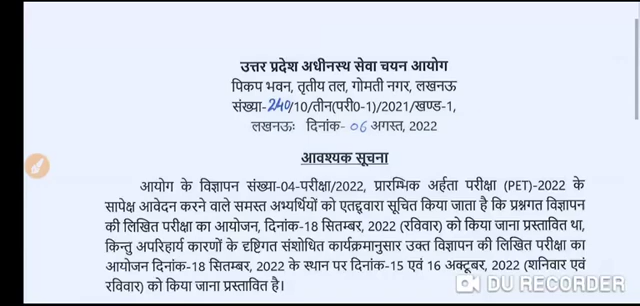 उत्तर प्रदेश अधीनस्थ सेवा चयन आयोग
पिकप भवन, तृतीय तल, गोमती नगर, लखनऊ
संख्या-240/10/तीन(परी0-1)/2021/खण्ड-1,
लखनऊः दिनांक- 06 अगस्त, 2022
आवश्यक सूचना
आयोग के विज्ञापन संख्या-04-परीक्षा/2022, प्रारम्भिक अर्हता परीक्षा (PET)-2022 के
सापेक्ष आवेदन करने वाले समस्त अभ्यर्थियों को एतद्द्वारा सूचित किया जाता है कि प्रश्नगत विज्ञापन
की लिखित परीक्षा का आयोजन, दिनांक-18 सितम्बर, 2022 (रविवार) को किया जाना प्रस्तावित था,
किन्तु अपरिहार्य कारणों के दृष्टिगत संशोधित कार्यक्रमानुसार उक्त विज्ञापन की लिखित परीक्षा का
आयोजन दिनांक-18 सितम्बर, 2022 के स्थान पर दिनांक-15 एवं 16 अक्टूबर, 2022 (शनिवार एवं
रविवार) को किया जाना प्रस्तावित है।
DU RECORDER